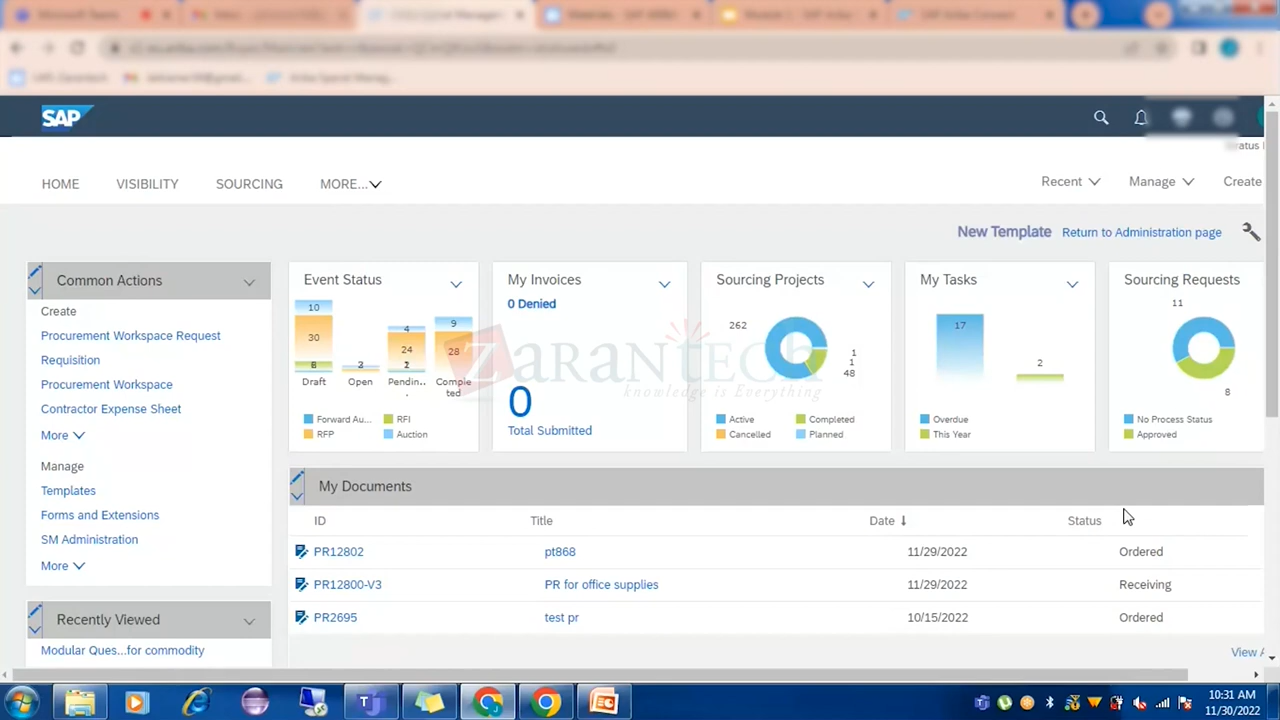 SAP
HOME
VISIBILITY
SOURCING
MORE...
Recent
Manage
Create
New Template
Return to Administration page
Common Actions
Create
Procurement Workspace Request
Requisition
Procurement Workspace
Contractor Expense Sheet
More
Manage
Templates
Forms and Extensions
SM Administration
More
Recently Viewed
Modular Ques...for commodity
Event Status
10
30
4
24
9
28
Draft
Open
Pendin...
Completed
Forward Au...
RFI
RFP
Auction
My Invoices
0 Denied
0
Total Submitted
Sourcing Projects
262
1
1
48
Active
Completed
Cancelled
Planned
My Tasks
17
2
Overdue
This Year
Sourcing Requests
11
8
No Process Status
Approved
ZARANTECH
knowledge is Everything
My Documents
ID Title Date Status
PR12802 pt868 11/29/2022 Ordered
PR12800-V3 PR for office supplies 11/29/2022 Receiving
PR2695 test pr 10/15/2022 Ordered
View
10:31 AM
11/30/2022